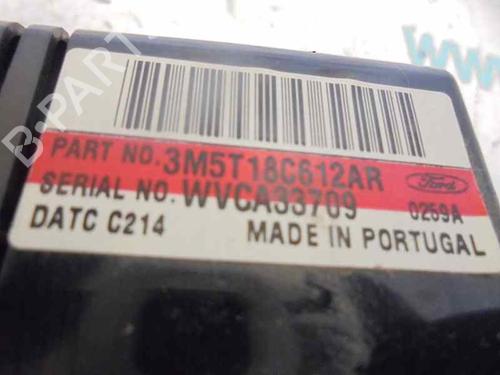 PART NO. 3M5T18C612AR Ford
SERIAL NO. WVCA33709 0259A
DATC C214 MADE IN PORTUGAL
B-PARTS
WWW.